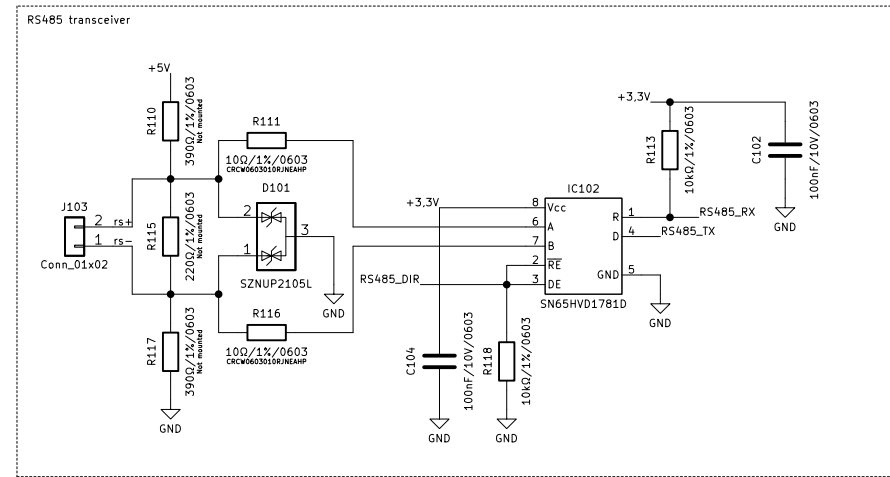 RS485 transceiver
+5V
R110
390Ω/1%/0603
Not mounted
R111
10Ω/1%/0603
CRCW060310RJNEAHP
D101
2
1
3
SZNUP2105L
GND
J103
2 rs+
1 rs-
Conn_01x02
R115
220Ω/1%/0603
Not mounted
R116
10Ω/1%/0603
CRCW060310RJNEAHP
R117
390Ω/1%/0603
Not mounted
GND
+3,3V
RS485_DIR
C104
100nF/10V/0603
GND
R118
10kΩ/1%/0603
GND
IC102
8 Vcc
6 A
7 B
2 RE
3 DE
R 1
D 4
GND 5
SN65HVD1781D
RS485_RX
RS485_TX
GND
+3,3V
R113
10kΩ/1%/0603
C102
100nF/10V/0603
GND